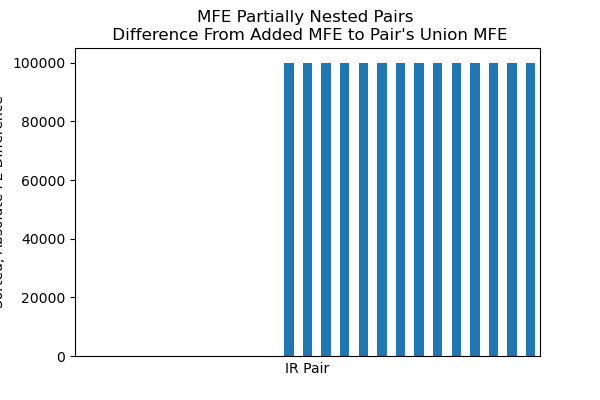 MFE Partially Nested Pairs
Difference From Added MFE to Pair's Union MFE
100000
80000
60000
40000
20000
0
IR Pair